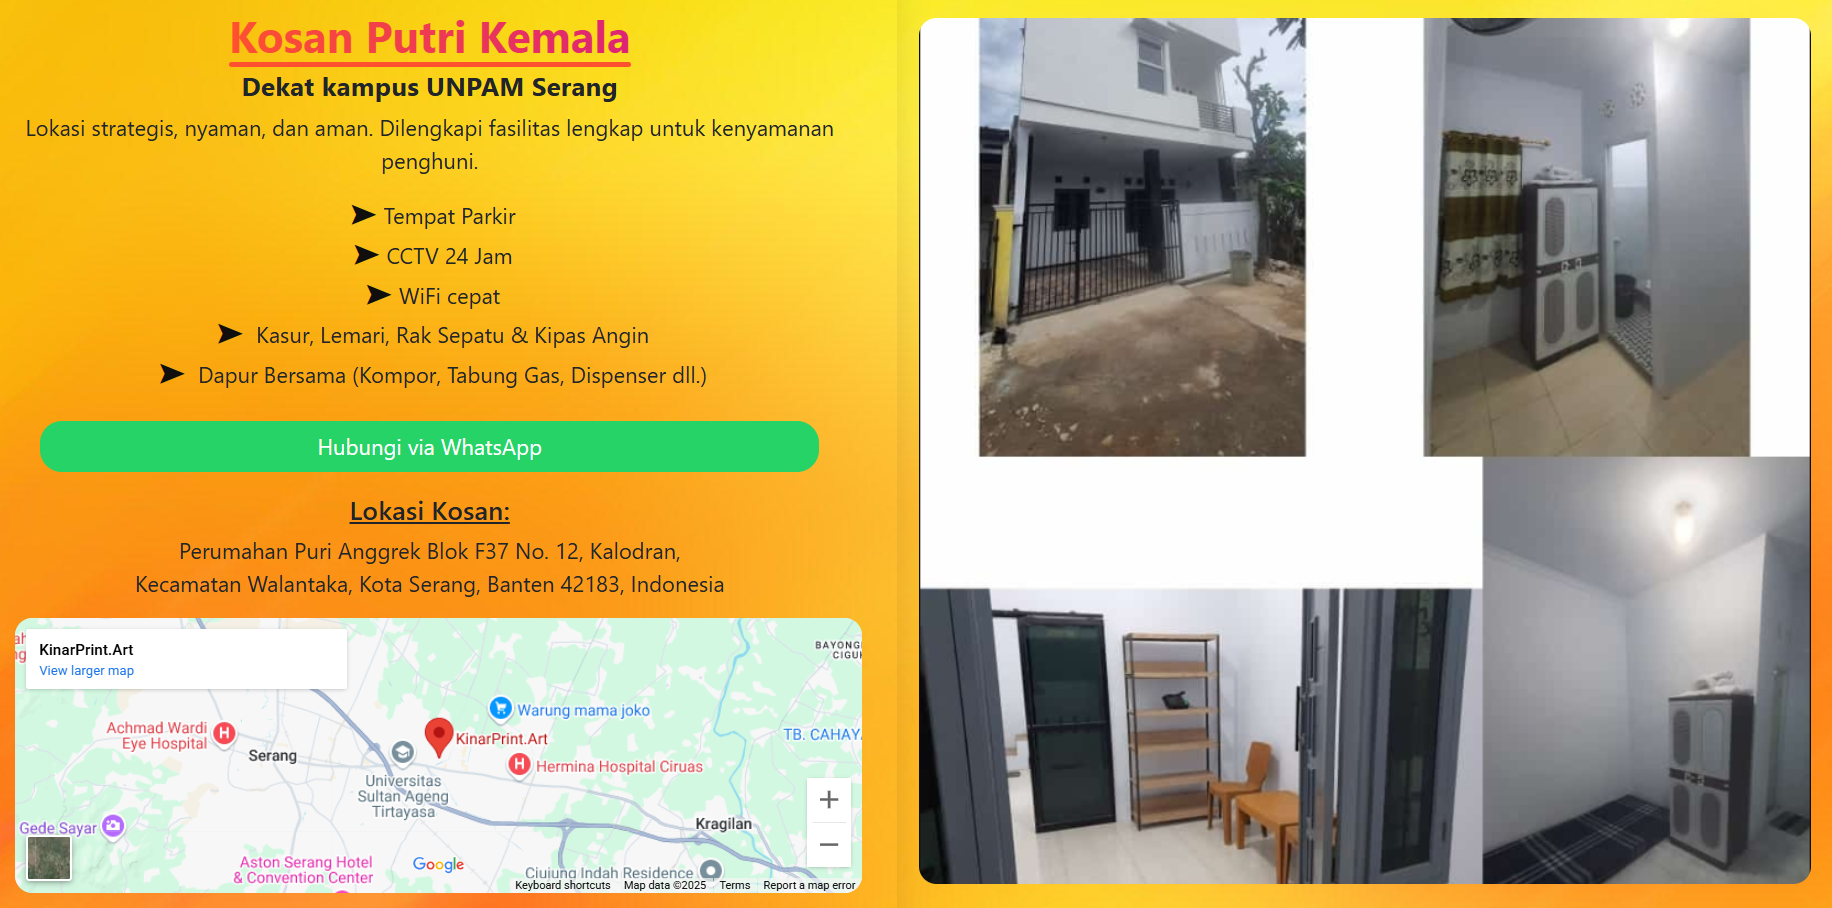 Kosan Putri Kemala
Dekat kampus UNPAM Serang
Lokasi strategis, nyaman, dan aman. Dilengkapi fasilitas lengkap untuk kenyamanan
penghuni.
➤ Tempat Parkir
➤ CCTV 24 Jam
➤ WiFi cepat
➤ Kasur, Lemari, Rak Sepatu & Kipas Angin
➤ Dapur Bersama (Kompor, Tabung Gas, Dispenser dll.)
Hubungi via WhatsApp
Lokasi Kosan:
Perumahan Puri Anggrek Blok F37 No. 12, Kalodran,
Kecamatan Walantaka, Kota Serang, Banten 42183, Indonesia
KinarPrint.Art
View larger map
Warung mama joko
Achmad Wardi
Eye Hospital
Serang
KinarPrint.Art
TB. CAHAY
Hermina Hospital Ciruas
Universitas
Sultan Ageng
Tirtayasa
Kragilan
Gede Sayar
Aston Serang Hotel
& Convention Center
Google
Ciujung Indah Residence
Keyboard shortcuts
Map data ©2025
Terms
Report a map error